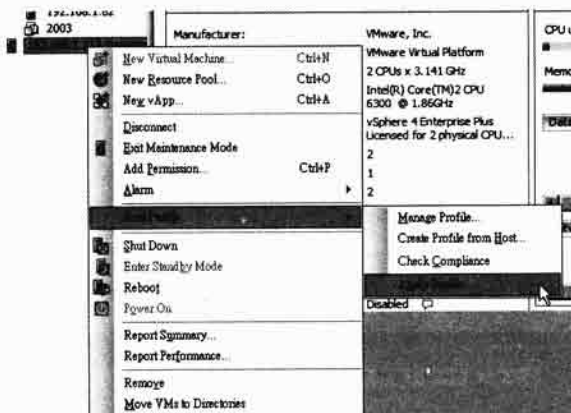 2003
Manufacturer:
VMware, Inc.
CPU u
VMware Virtual Platform
2 CPUs x 3.141 GHz
Memo
Intel(R) Core(TM)2 CPU
6300 @ 1.86GHz
vSphere 4 Enterprise Plus
Licensed for 2 physical CPU...
2
1
2
New Virtual Machine... Ctrl+N
New Resource Pool... Ctrl+O
New vApp... Ctrl+A
Disconnect
Exit Maintenance Mode
Add Permission... Ctrl+P
Alarm
Manage Profile...
Create Profile from Host...
Check Compliance
Shut Down
Enter Standby Mode
Reboot
Power On
Disabled
Report Summary...
Report Performance...
Remove
Move VMs to Directories